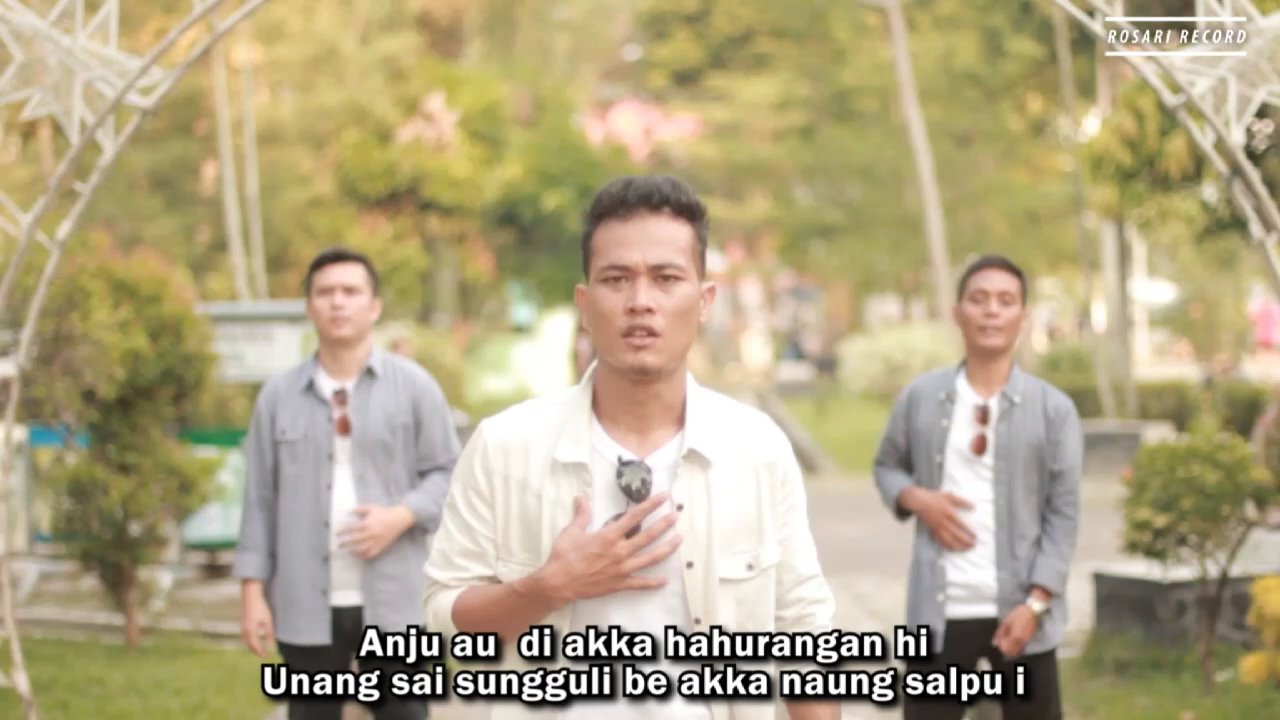 ROSARI RECORD
Anju au di akka hahurangan hi
Unang sai sungguli be akka naung salpu i